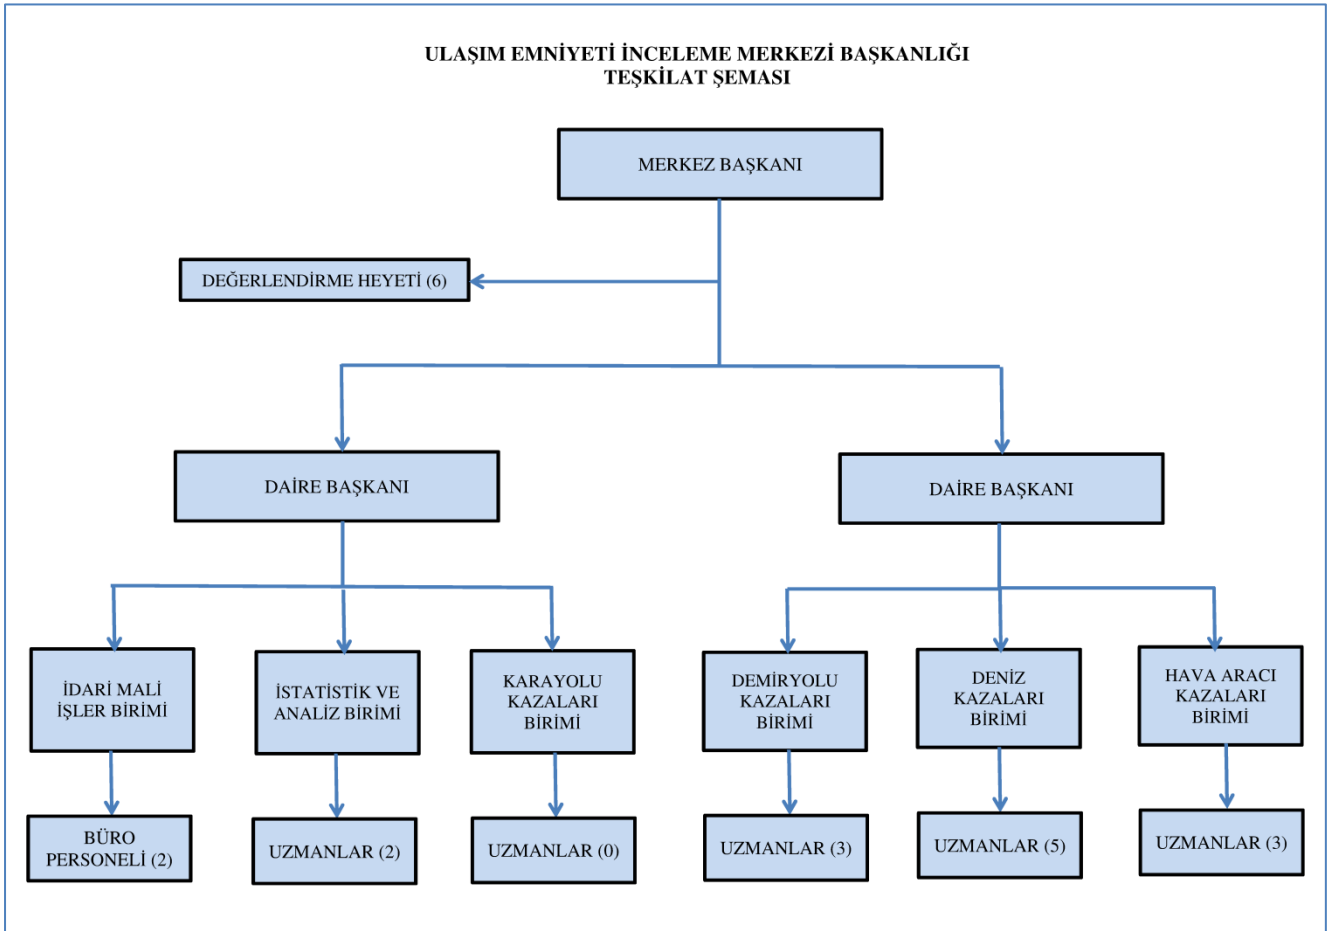 ULAŞIM EMNİYETİ İNCELEME MERKEZİ BAŞKANLIĞI
TEŞKİLAT ŞEMASI
MERKEZ BAŞKANI
DEĞERLENDİRME HEYETİ (6)
DAİRE BAŞKANI
DAİRE BAŞKANI
İDARİ MALİ
İŞLER BİRİMİ
İSTATİSTİK VE
ANALİZ BİRİMİ
KARAYOLU
KAZALARI
BİRİMİ
DEMİRYOLU
KAZALARI
BİRİMİ
DENİZ
KAZALARI
BİRİMİ
HAVA ARACI
KAZALARI
BİRİMİ
BÜRO
PERSONELİ (2)
UZMANLAR (2)
UZMANLAR (0)
UZMANLAR (3)
UZMANLAR (5)
UZMANLAR (3)